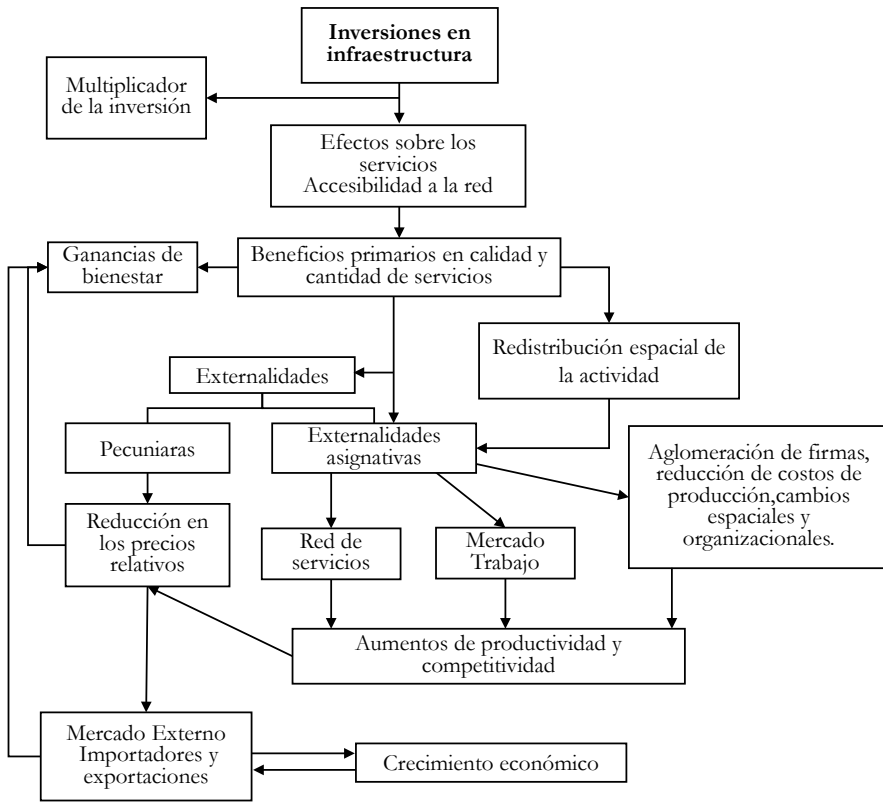 Inversiones en
infraestructura
Multiplicador
de la inversión
Efectos sobre los
servicios
Accesibilidad a la red
Ganancias de
bienestar
Beneficios primarios en calidad y
cantidad de servicios
Redistribución espacial de
la actividad
Externalidades
Pecuniaras
Externalidades
asignativas
Aglomeración de firmas,
reducción de costos de
producción,cambios
espaciales y
organizacionales.
Reducción en
los precios
relativos
Red de
servicios
Mercado
Trabajo
Aumentos de productividad y
competitividad
Mercado Externo
Importadores y
exportaciones
Crecimiento económico